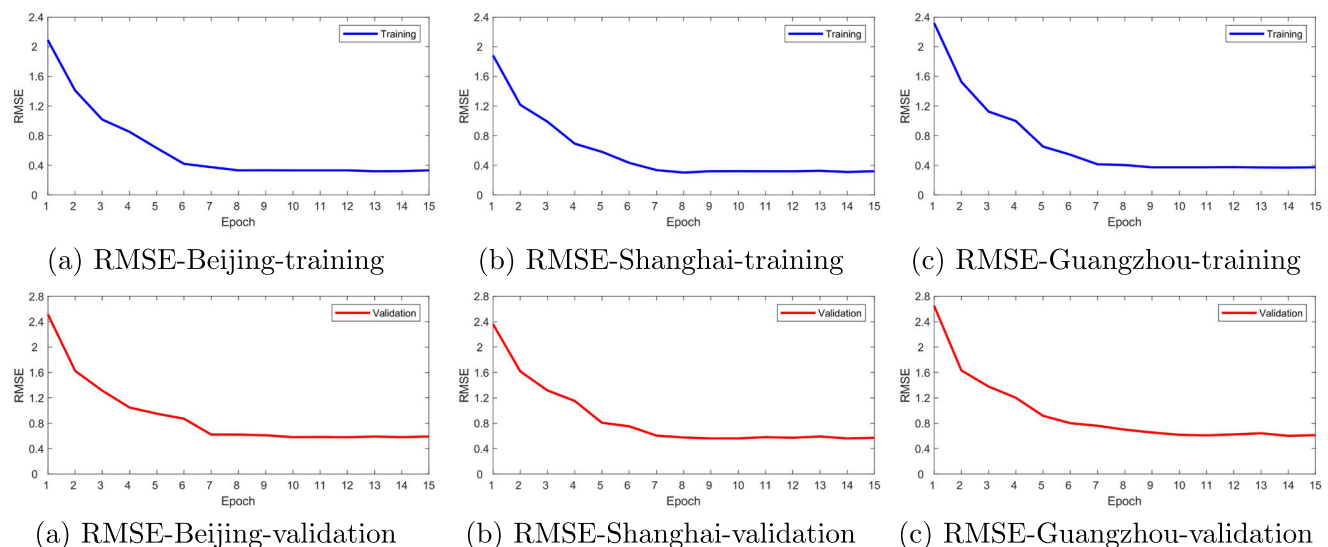 2.4
2
1.6
1.2
0.8
0.4
0
RMSE
Training
1 2 3 4 5 6 7 8 9 10 11 12 13 14 15
Epoch
(a) RMSE-Beijing-training
2.4
2
1.6
1.2
0.8
0.4
0
RMSE
Training
1 2 3 4 5 6 7 8 9 10 11 12 13 14 15
Epoch
(b) RMSE-Shanghai-training
2.4
2
1.6
1.2
0.8
0.4
0
RMSE
Training
1 2 3 4 5 6 7 8 9 10 11 12 13 14 15
Epoch
(c) RMSE-Guangzhou-training
2.8
2.4
2
1.6
1.2
0.8
0.4
0
RMSE
Validation
1 2 3 4 5 6 7 8 9 10 11 12 13 14 15
Epoch
(a) RMSE-Beijing-validation
2.8
2.4
2
1.6
1.2
0.8
0.4
0
RMSE
Validation
1 2 3 4 5 6 7 8 9 10 11 12 13 14 15
Epoch
(b) RMSE-Shanghai-validation
2.8
2.4
2
1.6
1.2
0.8
0.4
0
RMSE
Validation
1 2 3 4 5 6 7 8 9 10 11 12 13 14 15
Epoch
(c) RMSE-Guangzhou-validation